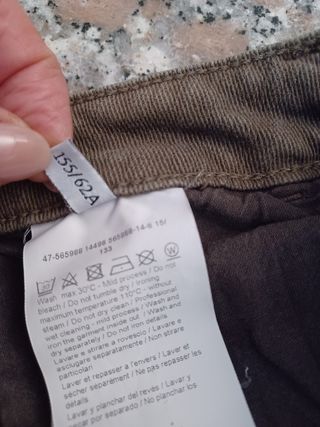 155/62A
47-565988 14498 565988-14-6 15/
133
Wash max 30°C - Mild process / Do not
bleach / Do not tumble dry / Ironing
maximum temperature 110°C - without
steam / Do not dry clean / Professional
wet cleaning - mild process / Wash and
iron the garment inside out / Wash and
dry separately / Do not iron details
Lavare e stirare a rovescio / Lavare e
asciugare separatamente / Non stirare
particolari
Laver et repasser à l'envers / Laver et
sécher séparement / Ne pas repasser les
détails
Lavar y planchar del reves / Lavar y
secar por separado / No planchar los
detalles